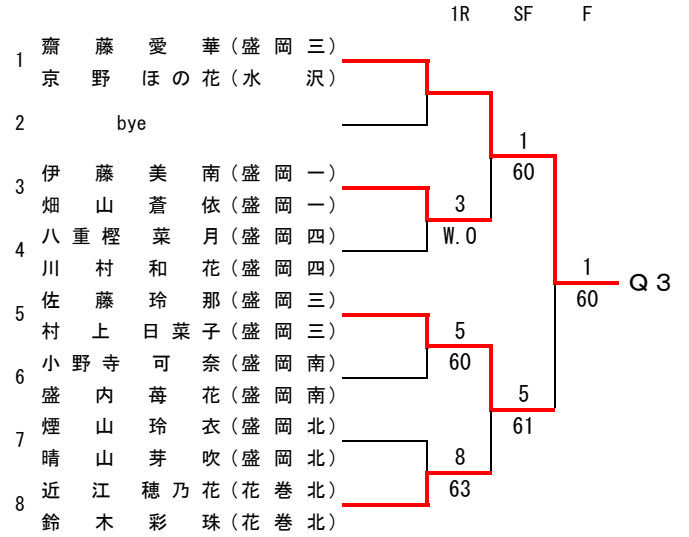 1R SF F
齋藤愛華(盛岡三)
1
京野ほの花(水沢)
2 bye
1
60
伊藤美南(盛岡一)
3
畑山蒼依(盛岡一)
3
八重樫菜月(盛岡四)
W.O
4
川村和花(盛岡四)
1
Q3
60
佐藤玲那(盛岡三)
5
村上日菜子(盛岡三)
5
小野寺可奈(盛岡南)
60
6
盛内苺花(盛岡南)
5
61
煙山玲衣(盛岡北)
7
晴山芽吹(盛岡北)
8
近江穂乃花(花巻北)
63
8
鈴木彩珠(花巻北)